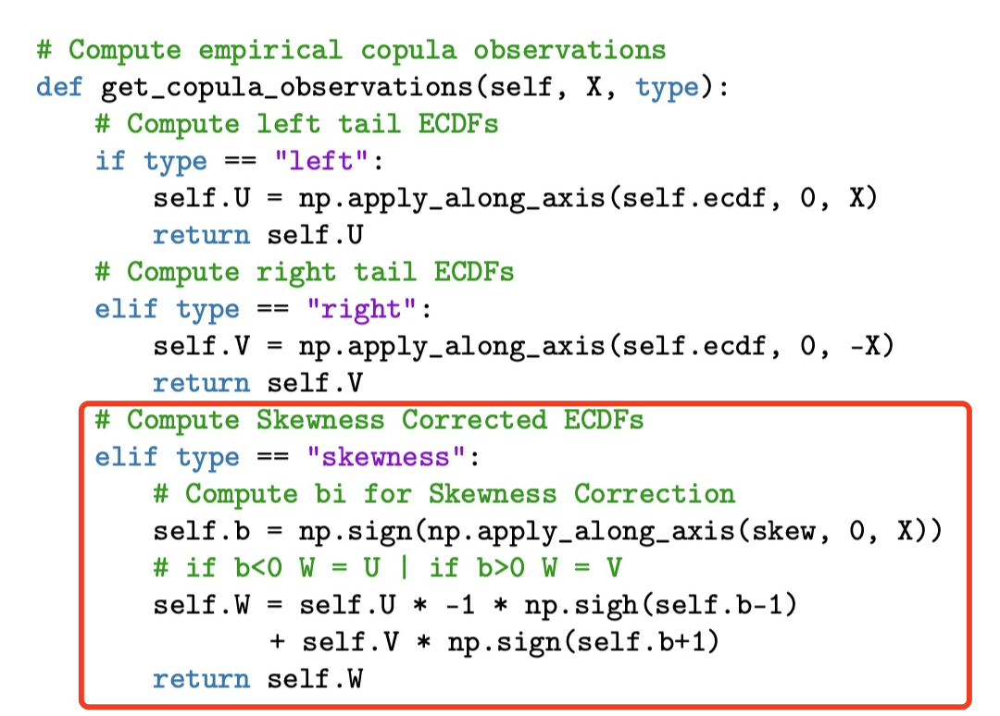 # Compute empirical copula observations
def get_copula_observations(self, X, type):
    # Compute left tail ECDFs
    if type == "left":
        self.U = np.apply_along_axis(self.ecdf, 0, X)
        return self.U
    # Compute right tail ECDFs
    elif type == "right":
        self.V = np.apply_along_axis(self.ecdf, 0, -X)
        return self.V
    # Compute Skewness Corrected ECDFs
    elif type == "skewness":
        # Compute bi for Skewness Correction
        self.b = np.sign(np.apply_along_axis(skew, 0, X))
        # if b<0 W = U | if b>0 W = V
        self.W = self.U * -1 * np.sigh(self.b-1)
                + self.V * np.sign(self.b+1)
        return self.W